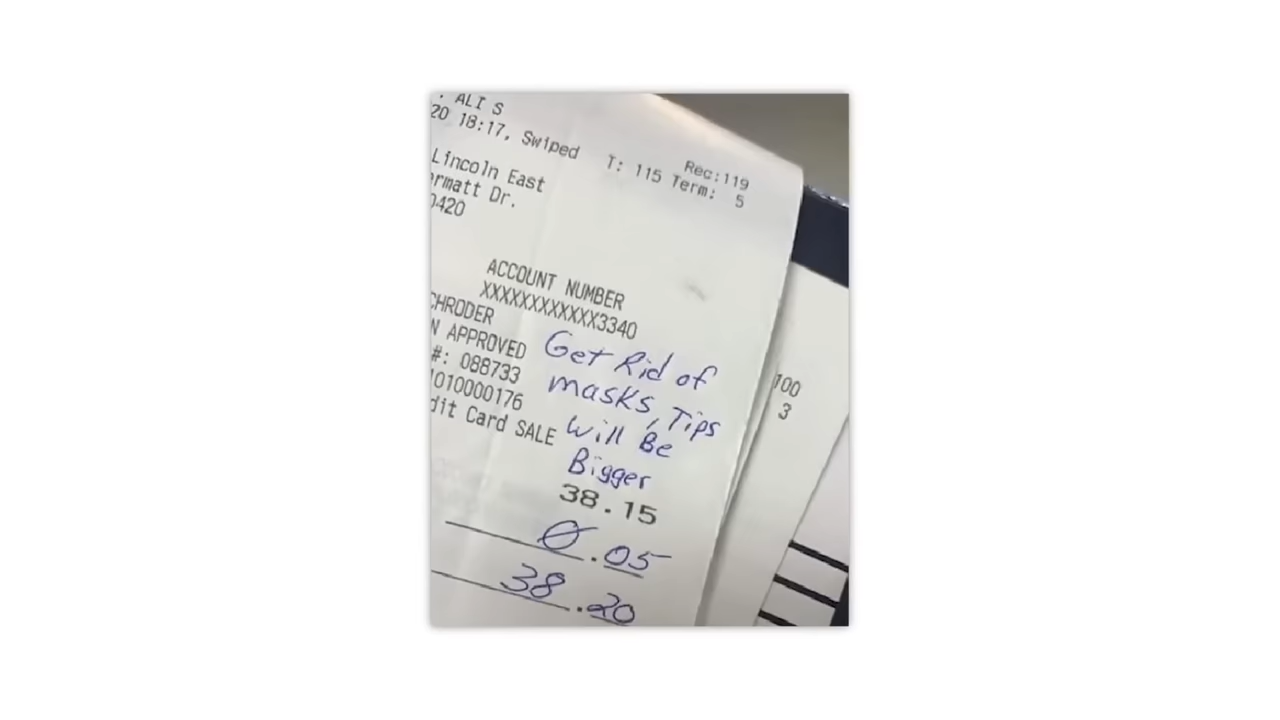 . ALI S
20 18:17, Swiped T: 115 Term: 5
Rec:119
Lincoln East
rmatt Dr.
0420
ACCOUNT NUMBER
XXXXXXXXXXXX3340
CHRODER
N APPROVED
#: 088733
1010000176
dit Card SALE
Get Rid of
masks, Tips
Will Be
Bigger
38.15
0.05
38.20
100
3